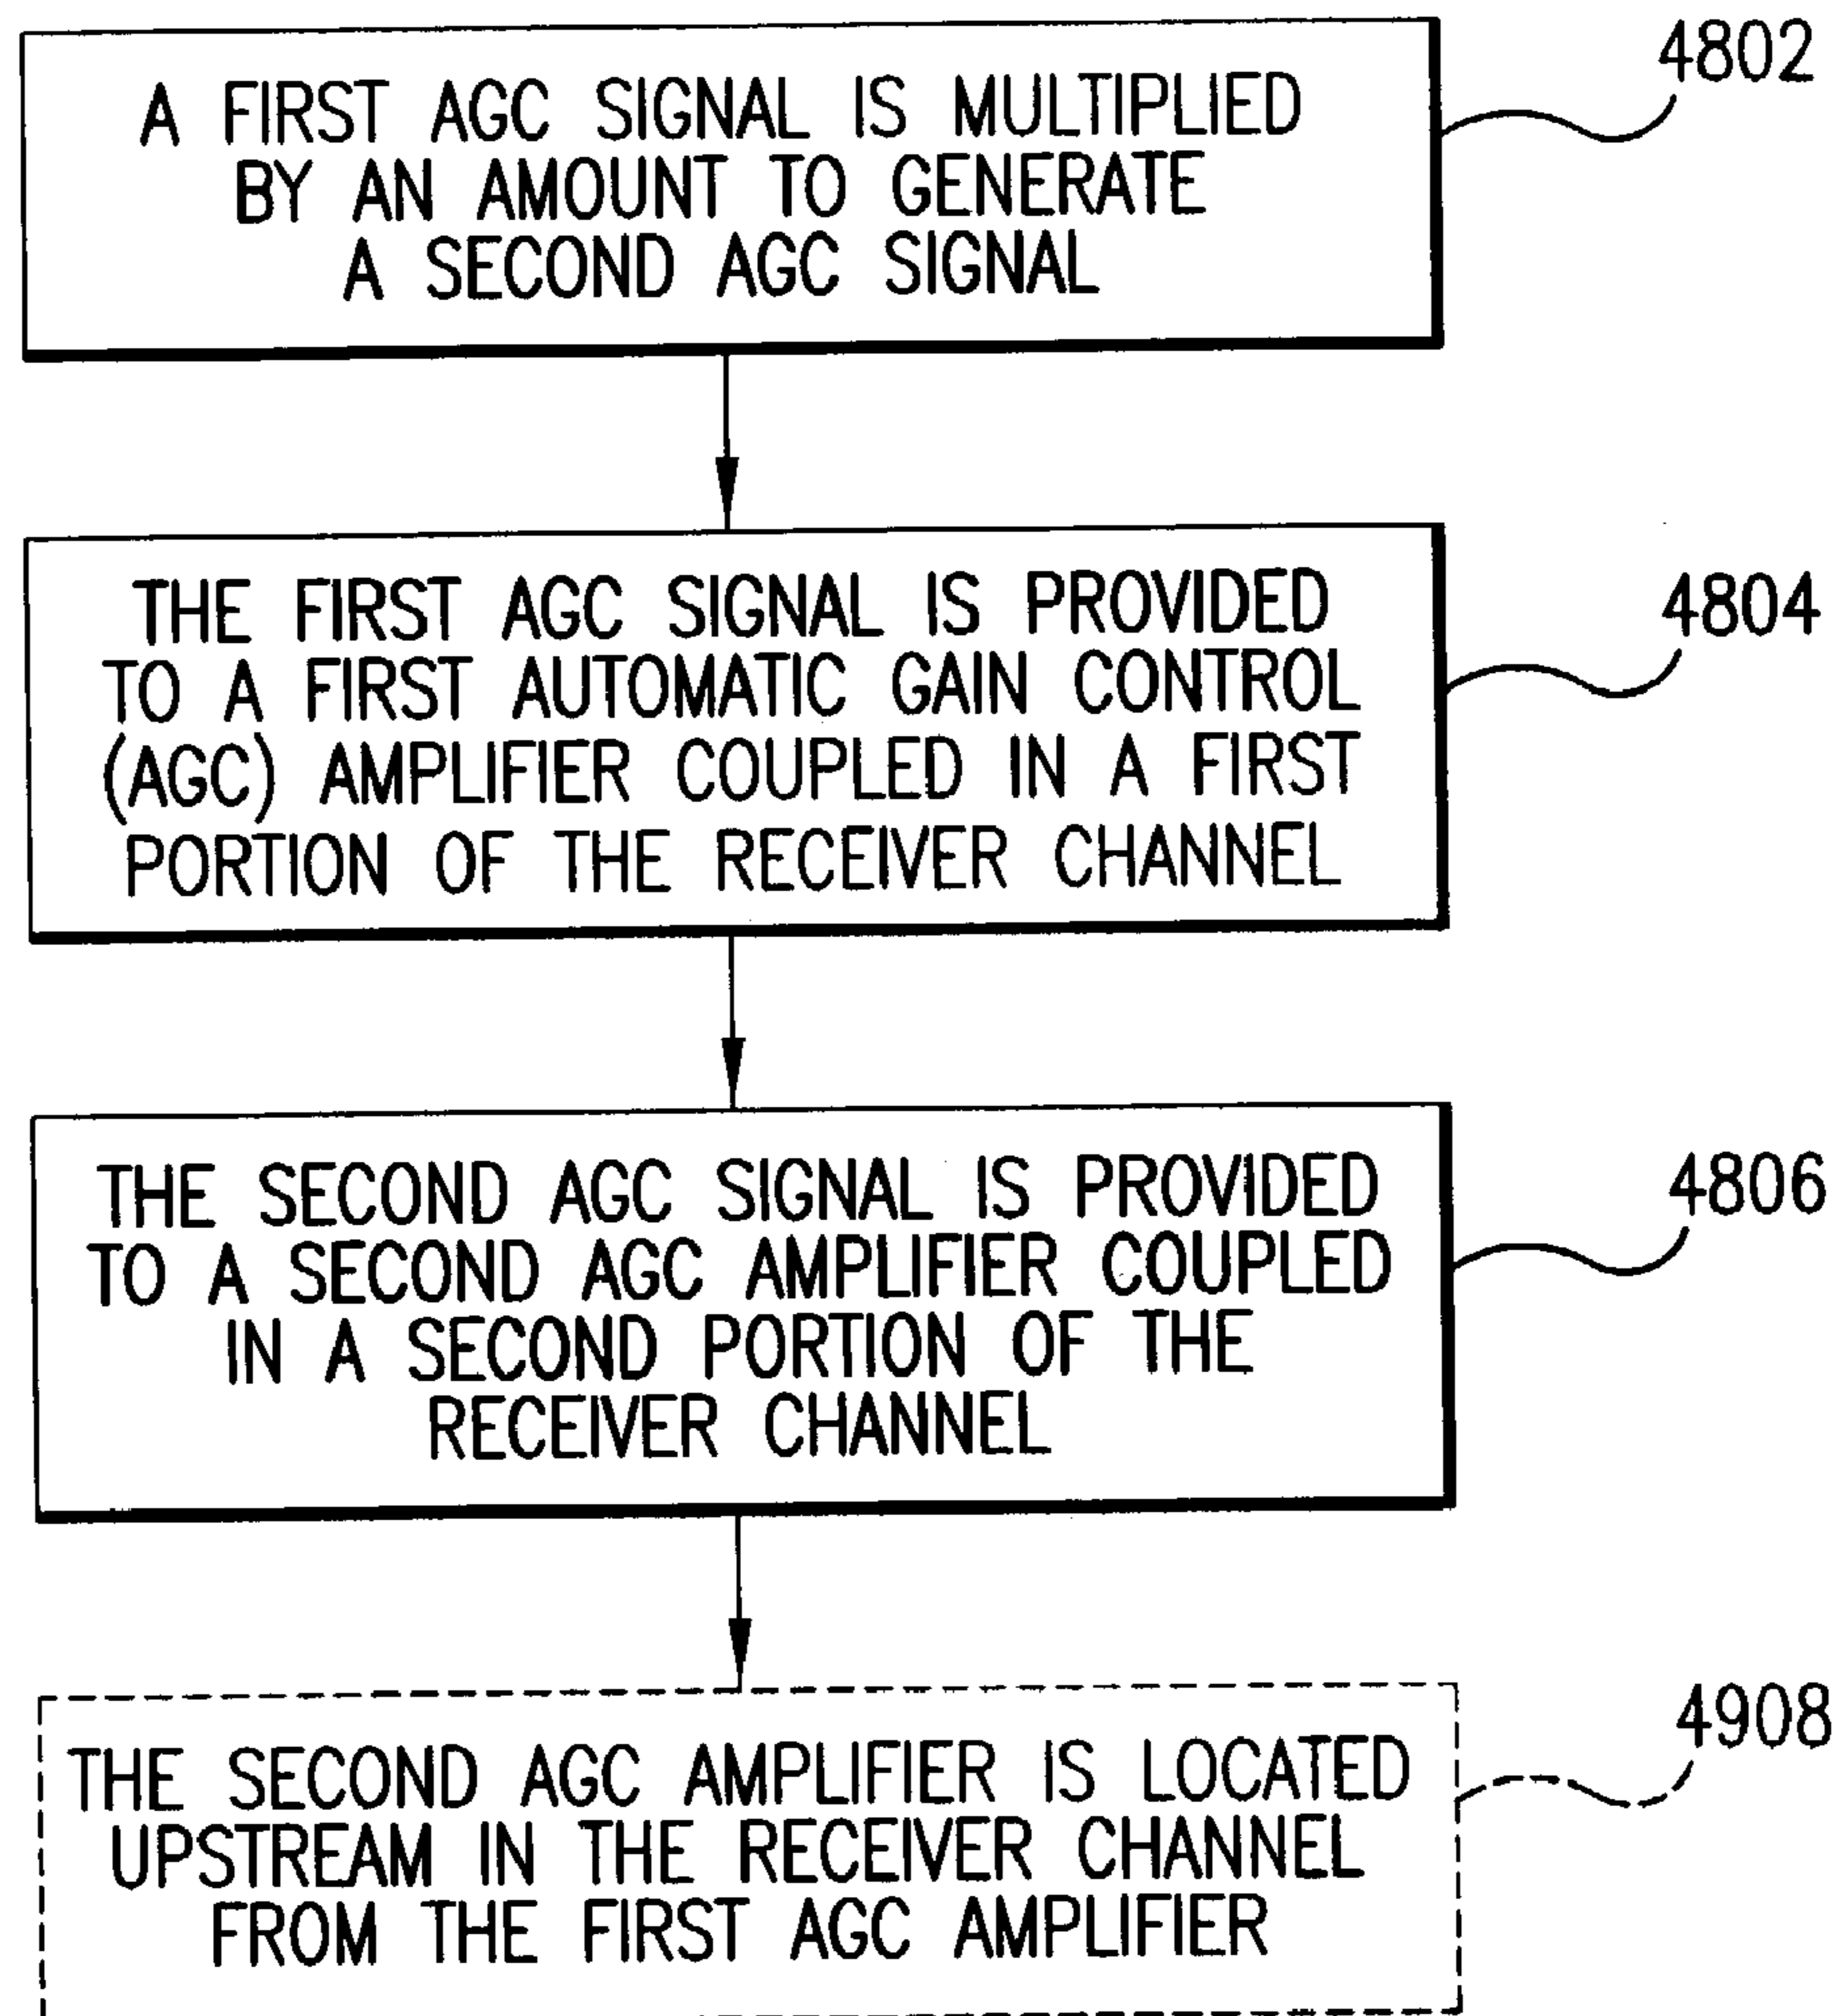 A FIRST AGC SIGNAL IS MULTIPLIED
BY AN AMOUNT TO GENERATE
A SECOND AGC SIGNAL
4802
THE FIRST AGC SIGNAL IS PROVIDED
TO A FIRST AUTOMATIC GAIN CONTROL
(AGC) AMPLIFIER COUPLED IN A FIRST
PORTION OF THE RECEIVER CHANNEL
4804
THE SECOND AGC SIGNAL IS PROVIDED
TO A SECOND AGC AMPLIFIER COUPLED
IN A SECOND PORTION OF THE
RECEIVER CHANNEL
4806
THE SECOND AGC AMPLIFIER IS LOCATED
UPSTREAM IN THE RECEIVER CHANNEL
FROM THE FIRST AGC AMPLIFIER
4908